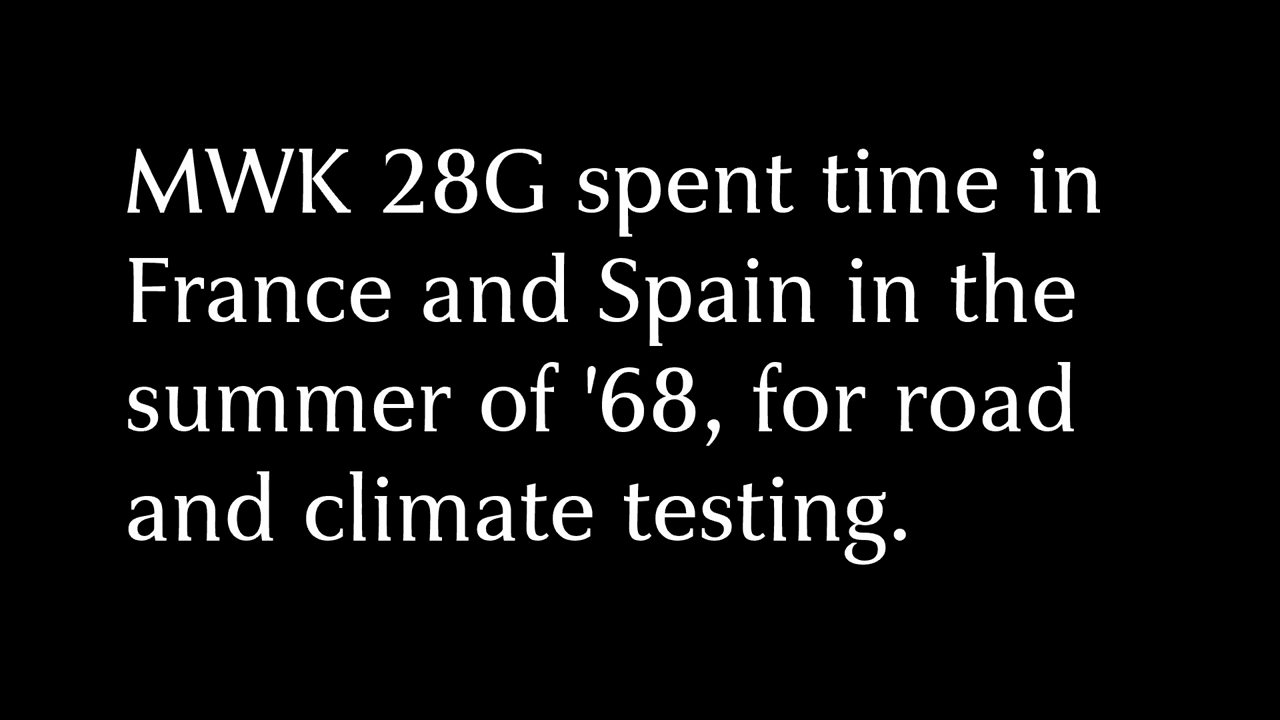 MWK 28G spent time in
France and Spain in the
summer of '68, for road
and climate testing.